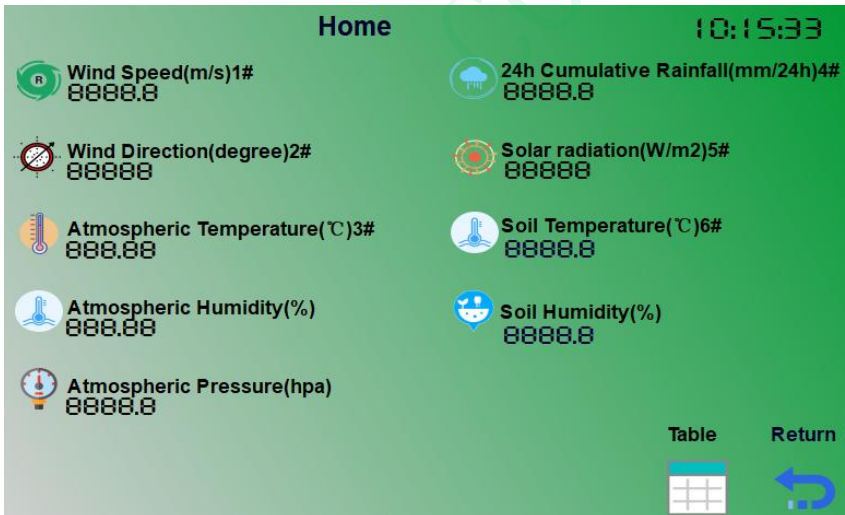 Home
10:15:33
R
Wind Speed(m/s)1#
8888.8
24h Cumulative Rainfall(mm/24h)4#
8888.8
Wind Direction(degree)2#
88888
Solar radiation(W/m2)5#
88888
Atmospheric Temperature(℃)3#
888.88
Soil Temperature(℃)6#
8888.8
Atmospheric Humidity(%)
888.88
Soil Humidity(%)
8888.8
Atmospheric Pressure(hpa)
8888.8
Table
Return